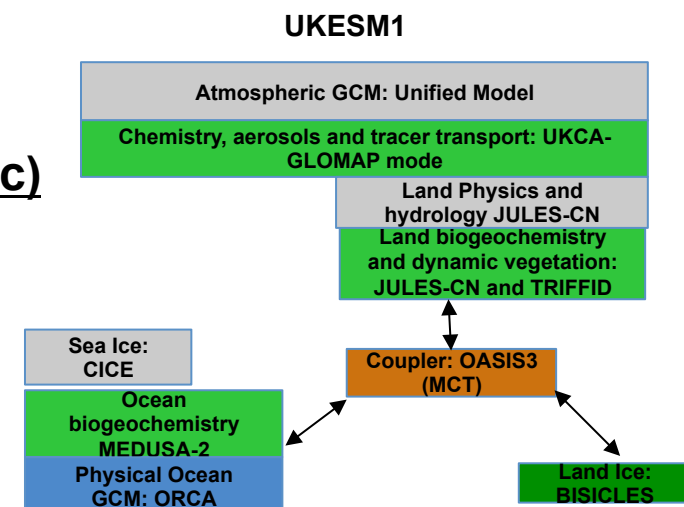 UKESM1
Atmospheric GCM: Unified Model
Chemistry, aerosols and tracer transport: UKCA-
GLOMAP mode
c)
Land Physics and
hydrology JULES-CN
Land biogeochemistry
and dynamic vegetation:
JULES-CN and TRIFFID
Sea Ice:
CICE
Coupler: OASIS3
(MCT)
Ocean
biogeochemistry
MEDUSA-2
Physical Ocean
GCM: ORCA
Land Ice:
BISICLES